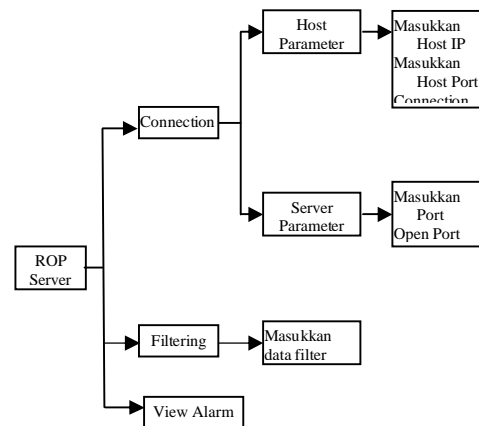 Host
Parameter
Masukkan
Host IP
Masukkan
Host Port
Connection
Connection
Server
Parameter
Masukkan
Port
Open Port
ROP
Server
Filtering
Masukkan
data filter
View Alarm